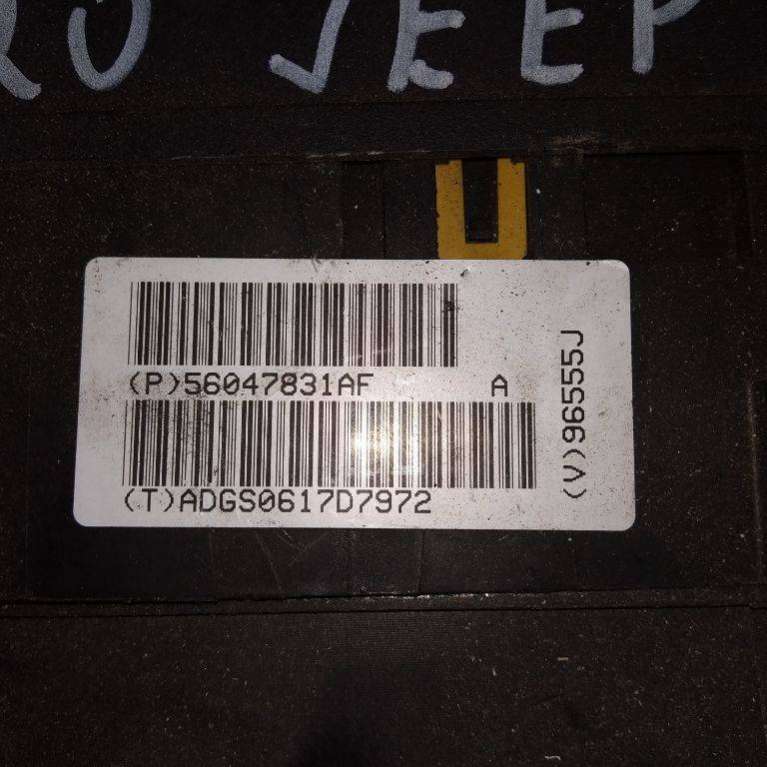 JEEP
(P)56047831AF A
(T)ADGS0617D7972
(V)96555J